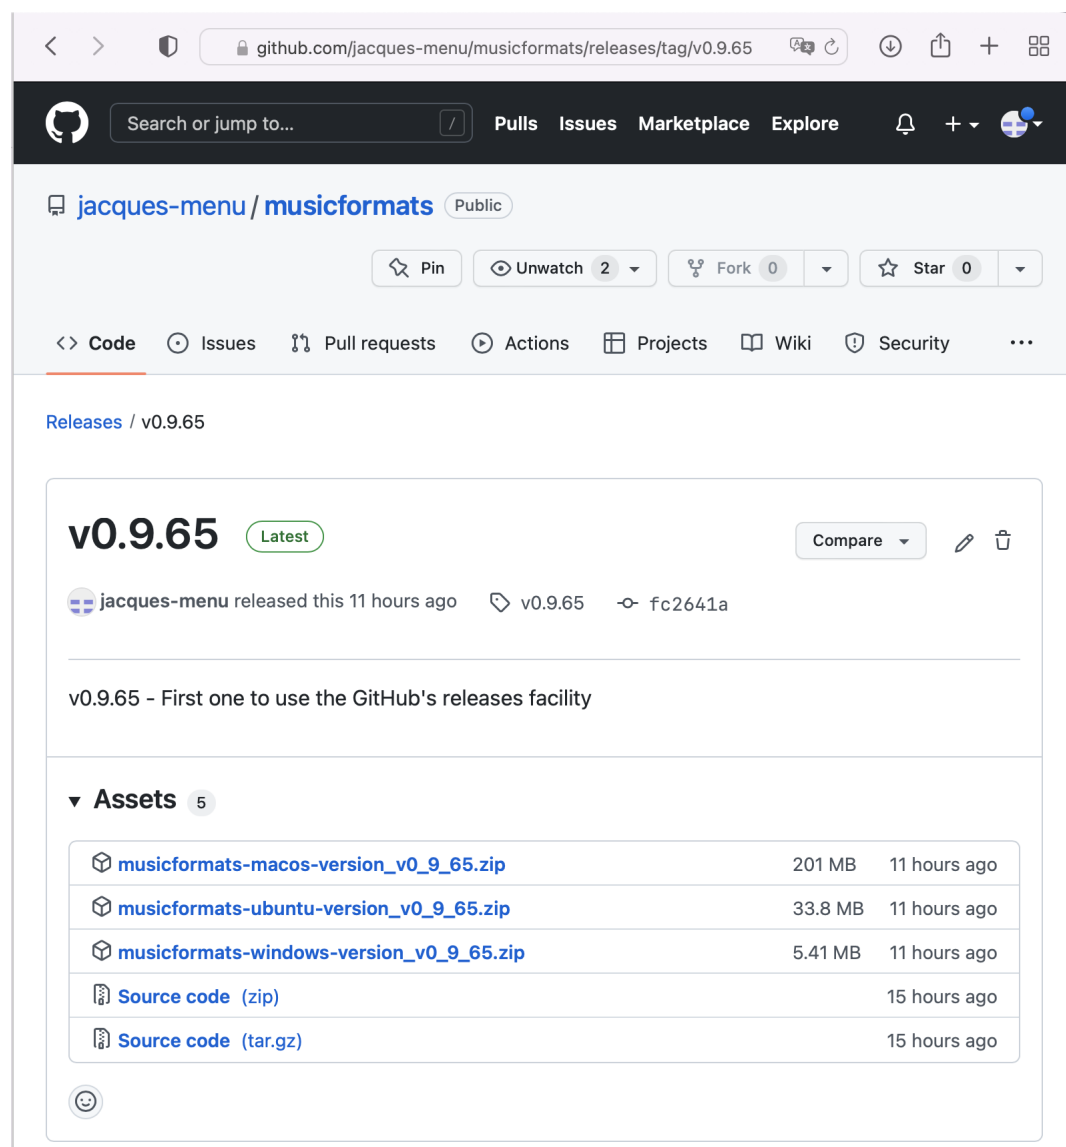 github.com/jacques-menu/musicformats/releases/tag/v0.9.65
Search or jump to... /
Pulls Issues Marketplace Explore
jacques-menu / musicformats Public
Pin Unwatch 2 Fork 0 Star 0
Code Issues Pull requests Actions Projects Wiki Security ...
Releases / v0.9.65
v0.9.65 Latest Compare
jacques-menu released this 11 hours ago v0.9.65 fc2641a
v0.9.65 - First one to use the GitHub's releases facility
Assets 5
musicformats-macos-version_v0_9_65.zip 201 MB 11 hours ago
musicformats-ubuntu-version_v0_9_65.zip 33.8 MB 11 hours ago
musicformats-windows-version_v0_9_65.zip 5.41 MB 11 hours ago
Source code (zip) 15 hours ago
Source code (tar.gz) 15 hours ago